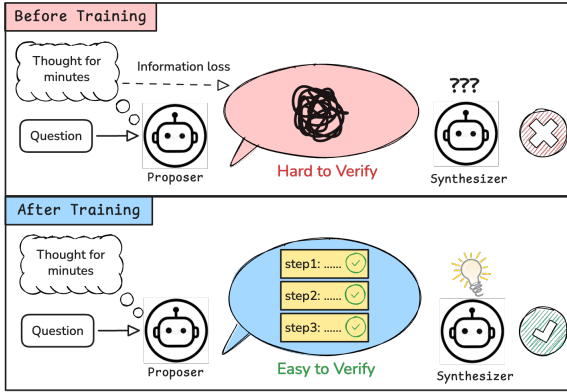 Before Training
Thought for
minutes
Information loss
Question
Proposer
Hard to Verify
???
Synthesizer
After Training
Thought for
minutes
Question
Proposer
step1: ......
step2: ......
step3: ......
Easy to Verify
Synthesizer